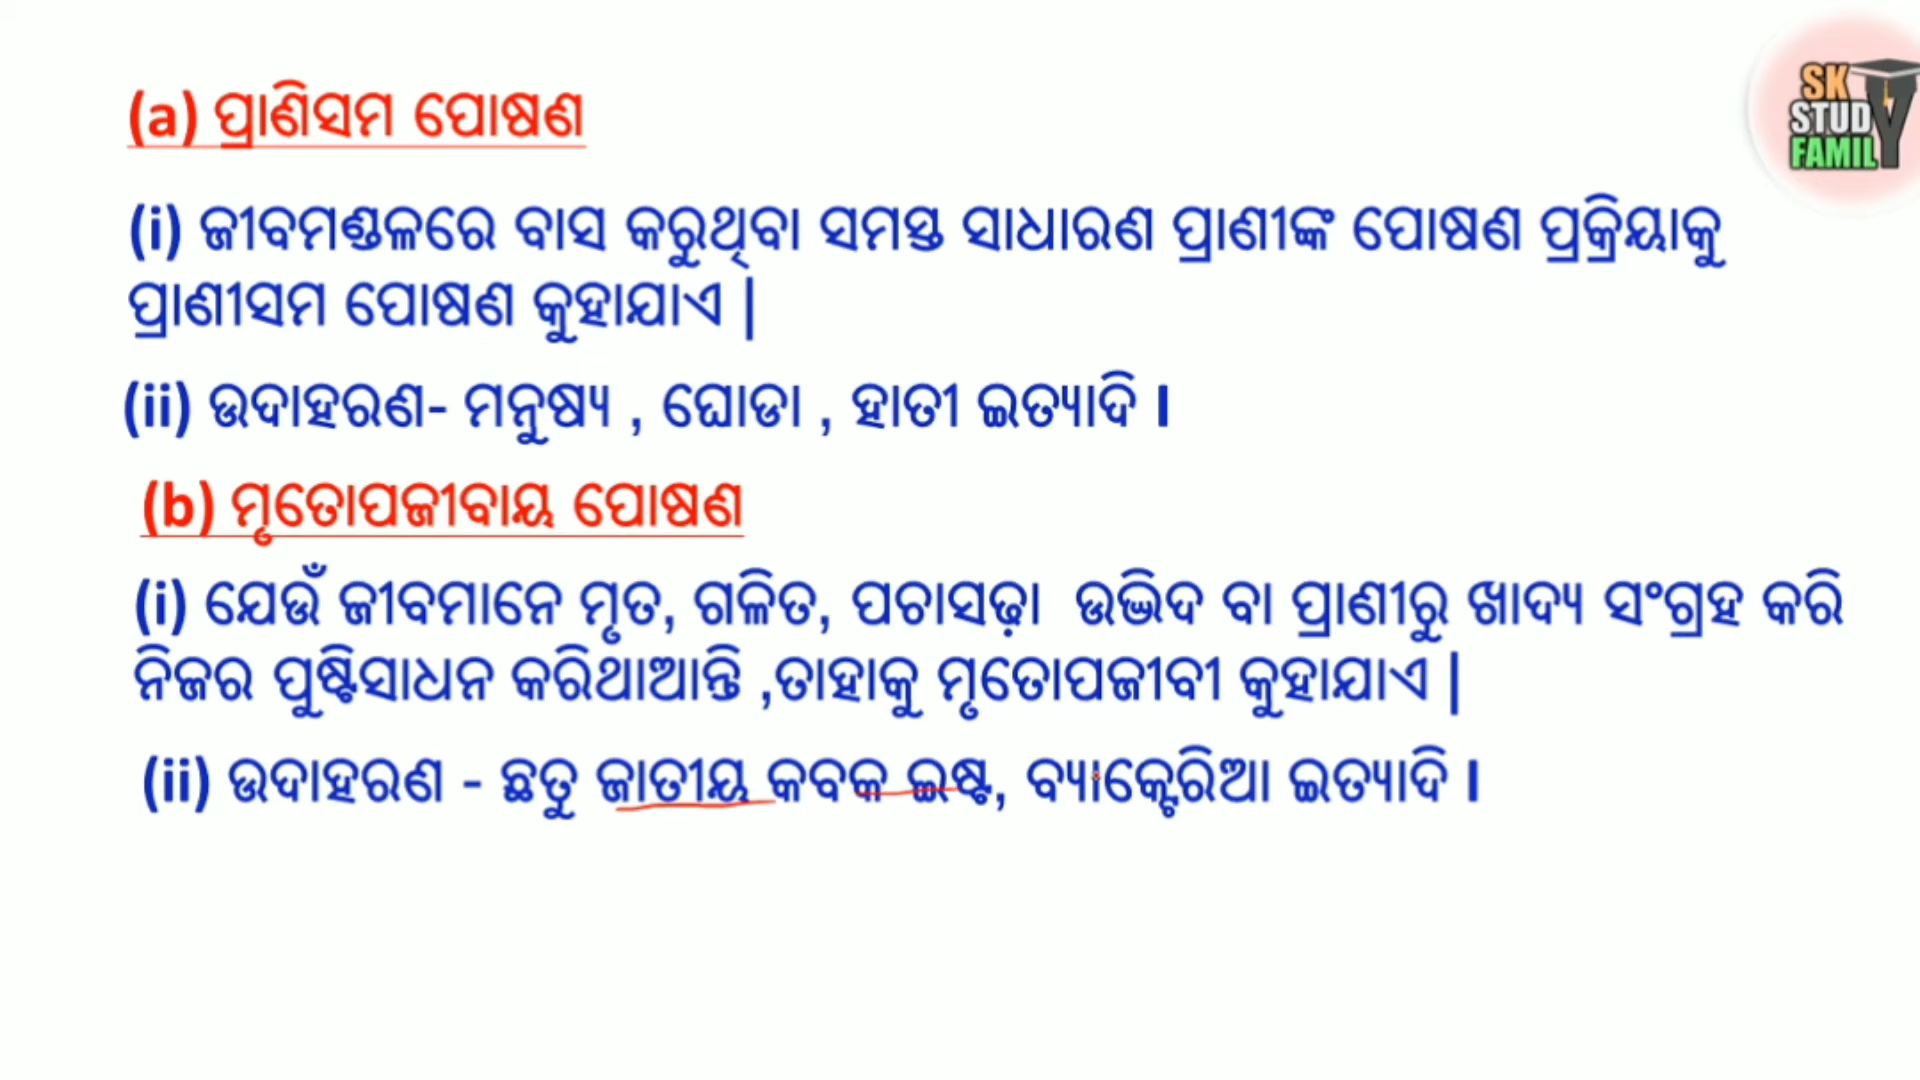 (a) ପ୍ରାଣିସମ ପୋଷଣ
SK
STUDY
FAMILY
(i) ଜୀବମଣ୍ଡଳରେ ବାସ କରୁଥିବା ସମସ୍ତ ସାଧାରଣ ପ୍ରାଣୀଙ୍କ ପୋଷଣ ପ୍ରକ୍ରିୟାକୁ
ପ୍ରାଣୀସମ ପୋଷଣ କୁହାଯାଏ |
(ii) ଉଦାହରଣ- ମନୁଷ୍ୟ , ଘୋଡା , ହାତୀ ଇତ୍ୟାଦି ।
(b) ମୃତୋପଜୀବୀୟ ପୋଷଣ
(i) ଯେଉଁ ଜୀବମାନେ ମୃତ, ଗଳିତ, ପଚାସଢ଼ା ଉଦ୍ଭିଦ ବା ପ୍ରାଣୀରୁ ଖାଦ୍ୟ ସଂଗ୍ରହ କରି
ନିଜର ପୁଷ୍ଟିସାଧନ କରିଥାଆନ୍ତି ,ତାହାକୁ ମୃତୋପଜୀବୀ କୁହାଯାଏ |
(ii) ଉଦାହରଣ - ଛତୁ ଜାତୀୟ କବକ ଇଷ୍ଟ, ବ୍ୟାକ୍ଟେରିଆ ଇତ୍ୟାଦି ।